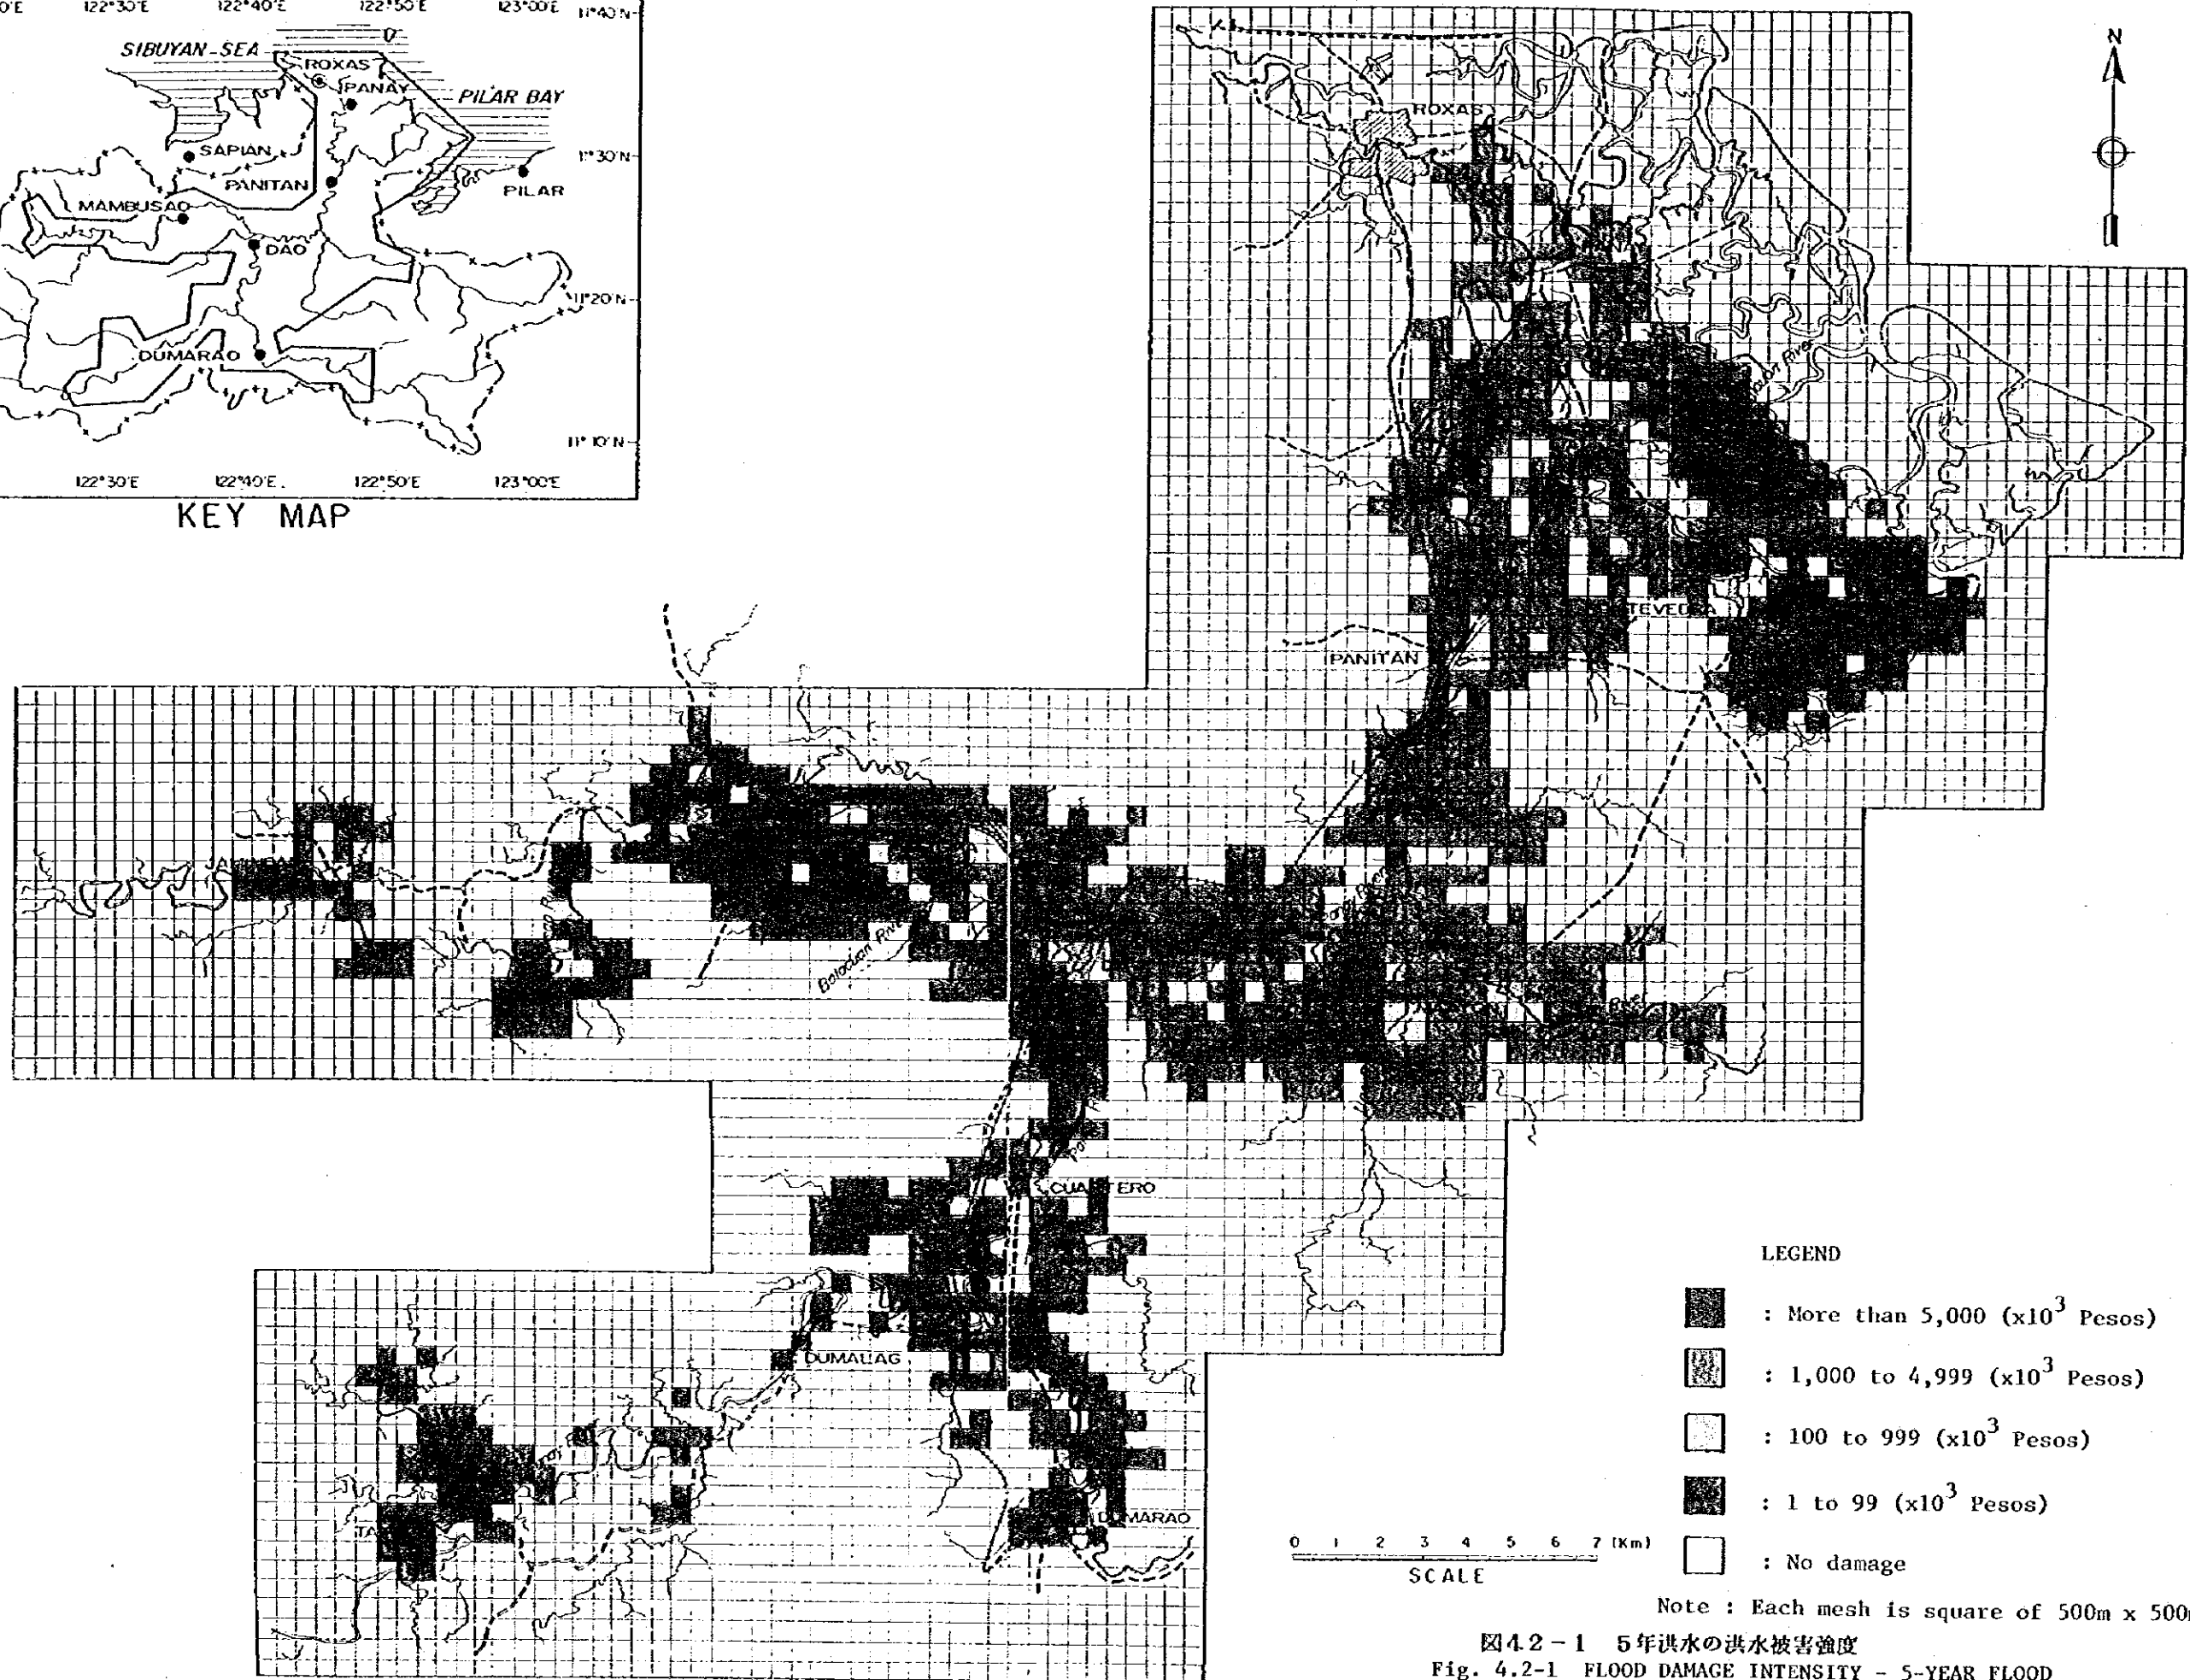 122°30'E 122°40'E 122°50'E 123°00'E 11°40'N
SIBUYAN SEA
ROXAS
PANAY
PILAR BAY
SAPIAN
11°30'N
PANITAN
PILAR
MAMBUSAO
DAO
11°20'N
DUMARAO
11°10'N
122°30'E 122°40'E 122°50'E 123°00'E
KEY MAP
N
ROXAS
River
PANITAN
Balacuan River
CUARTERO
DUMALAG
DUMARAO
LEGEND
: More than 5,000 (x10³ Pesos)
: 1,000 to 4,999 (x10³ Pesos)
: 100 to 999 (x10³ Pesos)
: 1 to 99 (x10³ Pesos)
: No damage
0 1 2 3 4 5 6 7 (Km)
SCALE
Note : Each mesh is square of 500m x 500m
図4.2-1 5年洪水の洪水被害強度
Fig. 4.2-1 FLOOD DAMAGE INTENSITY - 5-YEAR FLOOD